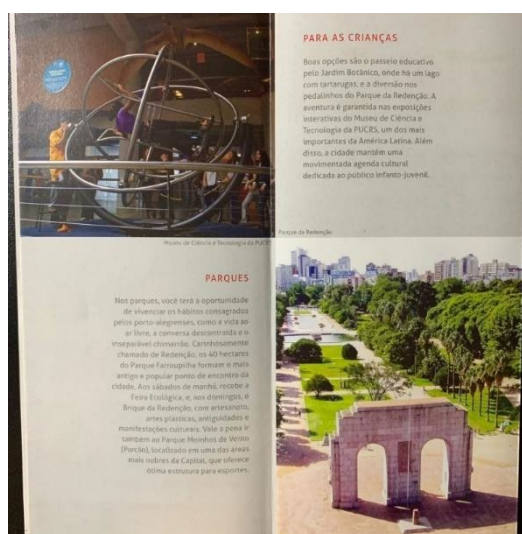 PARA AS CRIANÇAS
Boas opções são o passeio educativo
pelo Jardim Botânico, onde há um lago
com tartarugas, e a diversão nos
pedalinhos do Parque da Redenção. A
aventura é garantida nas exposições
interativas do Museu de Ciência e
Tecnologia da PUCRS, um dos mais
importantes da América Latina. Além
disso, a cidade mantém uma
movimentada agenda cultural
dedicada ao público infanto-juvenil.
Museu de Ciência e Tecnologia da PUCRS
Parque da Redenção
PARQUES
Nos parques, você terá a oportunidade
de vivenciar os hábitos consagrados
pelos porto-alegrenses, como a vida ao
ar livre, a conversa descontraída e o
inseparável chimarrão. Carinhosamente
chamado de Redenção, os 40 hectares
do Parque Farroupilha formam o mais
antigo e popular ponto de encontro da
cidade. Aos sábados de manhã, recebe a
Feira Ecológica, e, aos domingos, o
Brique da Redenção, com artesanato,
artes plásticas, antiguidades e
manifestações culturais. Vale a pena ir
também ao Parque Moinhos de Vento
(Parcão), localizado em uma das áreas
mais nobres da Capital, que oferece
ótima estrutura para esportes.